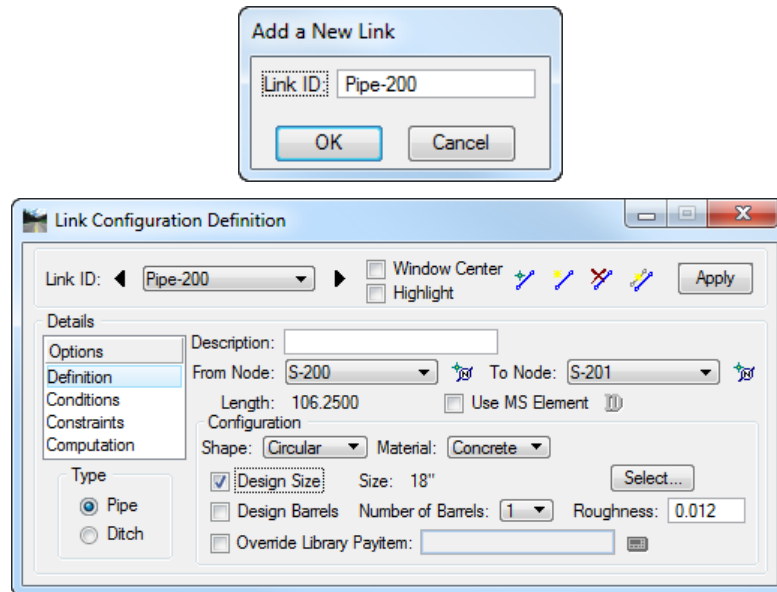 Add a New Link
Link ID: Pipe-200
OK Cancel
Link Configuration Definition
Link ID: Pipe-200 Window Center Apply
Highlight
Details
Options Description:
Definition From Node: S-200 To Node: S-201
Conditions Length: 106.2500 Use MS Element
Constraints Configuration
Computation Shape: Circular Material: Concrete
Type Design Size Size: 18" Select...
Pipe Design Barrels Number of Barrels: 1 Roughness: 0.012
Ditch Override Library Payitem: